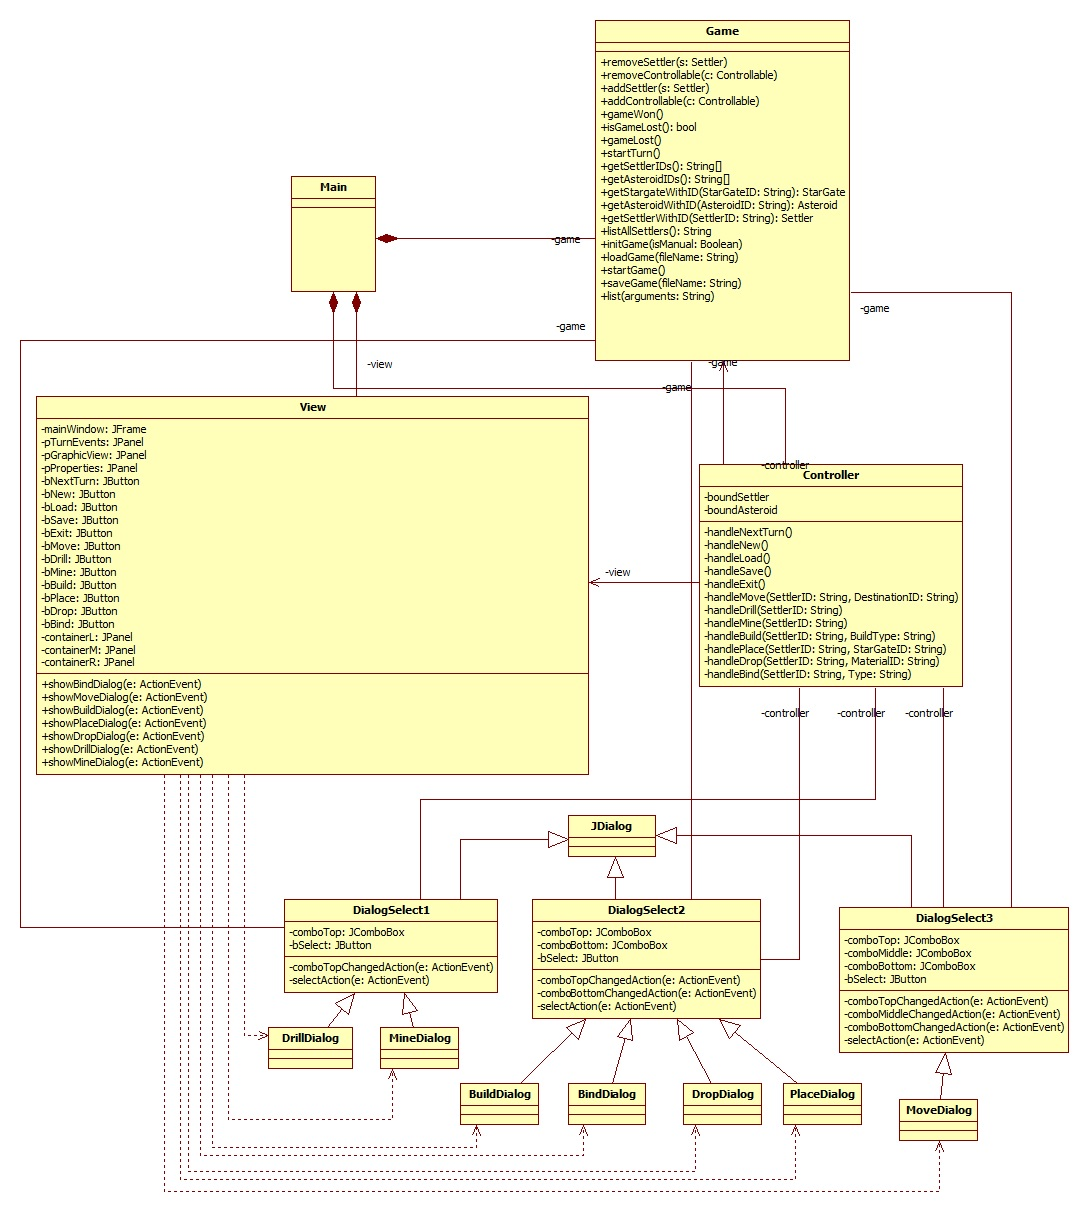 Game
+removeSettler(s: Settler)
+removeControllable(c: Controllable)
+addSettler(s: Settler)
+addControllable(c: Controllable)
+gameWon()
+isGameLost(): bool
+gameLost()
+startTurn()
+getSettlerIDs(): String[]
+getAsteroidIDs(): String[]
+getStargateWithID(StarGateID: String): StarGate
+getAsteroidWithID(AsteroidID: String): Asteroid
+getSettlerWithID(SettlerID: String): Settler
+listAllSettlers(): String
+initGame(isManual: Boolean)
+loadGame(fileName: String)
+startGame()
+saveGame(fileName: String)
+list(arguments: String)
Main
-game
-game
-game
-view
-game
-game
View
-mainWindow: JFrame
-pTurnEvents: JPanel
-pGraphicView: JPanel
-pProperties: JPanel
-bNextTurn: JButton
-bNew: JButton
-bLoad: JButton
-bSave: JButton
-bExit: JButton
-bMove: JButton
-bDrill: JButton
-bMine: JButton
-bBuild: JButton
-bPlace: JButton
-bDrop: JButton
-bBind: JButton
-containerL: JPanel
-containerM: JPanel
-containerR: JPanel
+showBindDialog(e: ActionEvent)
+showMoveDialog(e: ActionEvent)
+showBuildDialog(e: ActionEvent)
+showPlaceDialog(e: ActionEvent)
+showDropDialog(e: ActionEvent)
+showDrillDialog(e: ActionEvent)
+showMineDialog(e: ActionEvent)
-controller
Controller
-boundSettler
-boundAsteroid
-handleNextTurn()
-handleNew()
-handleLoad()
-handleSave()
-handleExit()
-handleMove(SettlerID: String, DestinationID: String)
-handleDrill(SettlerID: String)
-handleMine(SettlerID: String)
-handleBuild(SettlerID: String, BuildType: String)
-handlePlace(SettlerID: String, StarGateID: String)
-handleDrop(SettlerID: String, MaterialID: String)
-handleBind(SettlerID: String, Type: String)
-view
-controller
-controller
-controller
JDialog
DialogSelect1
-comboTop: JComboBox
-bSelect: JButton
-comboTopChangedAction(e: ActionEvent)
-selectAction(e: ActionEvent)
DialogSelect2
-comboTop: JComboBox
-comboBottom: JComboBox
-bSelect: JButton
-comboTopChangedAction(e: ActionEvent)
-comboBottomChangedAction(e: ActionEvent)
-selectAction(e: ActionEvent)
DialogSelect3
-comboTop: JComboBox
-comboMiddle: JComboBox
-comboBottom: JComboBox
-bSelect: JButton
-comboTopChangedAction(e: ActionEvent)
-comboMiddleChangedAction(e: ActionEvent)
-comboBottomChangedAction(e: ActionEvent)
-selectAction(e: ActionEvent)
DrillDialog
MineDialog
BuildDialog
BindDialog
DropDialog
PlaceDialog
MoveDialog